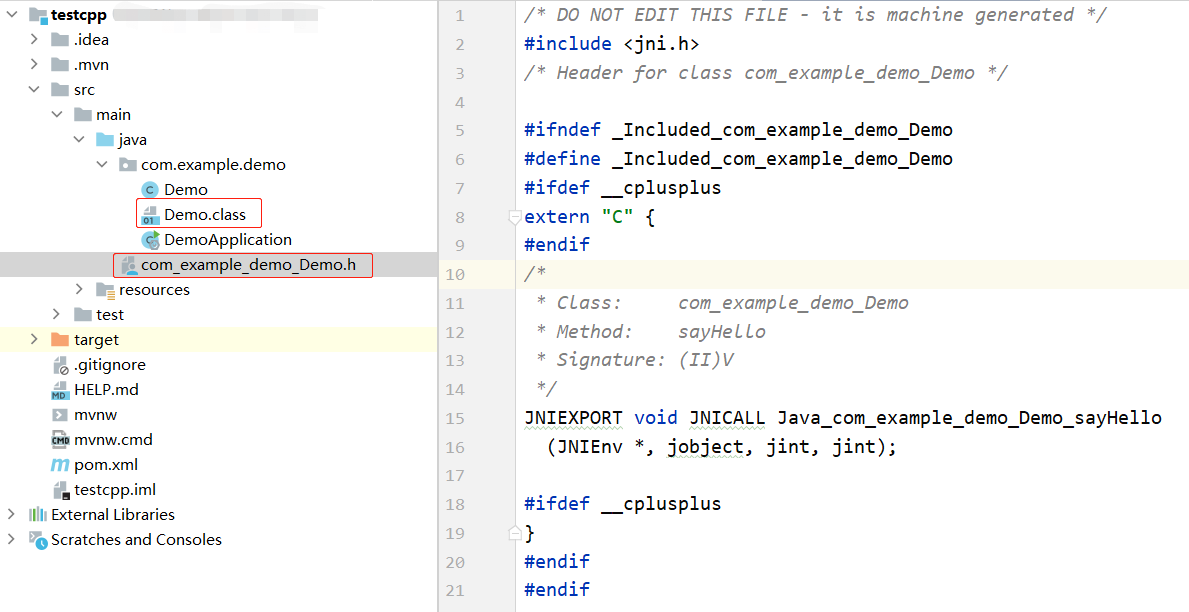 testcpp
.idea
.mvn
src
main
java
com.example.demo
Demo
Demo.class
DemoApplication
com_example_demo_Demo.h
resources
test
target
.gitignore
HELP.md
mvnw
mvnw.cmd
pom.xml
testcpp.iml
External Libraries
Scratches and Consoles
1 /* DO NOT EDIT THIS FILE - it is machine generated */
2 #include <jni.h>
3 /* Header for class com_example_demo_Demo */
4
5 #ifndef _Included_com_example_demo_Demo
6 #define _Included_com_example_demo_Demo
7 #ifdef __cplusplus
8 extern "C" {
9 #endif
10 /*
11  * Class:     com_example_demo_Demo
12  * Method:    sayHello
13  * Signature: (II)V
14  */
15 JNIEXPORT void JNICALL Java_com_example_demo_Demo_sayHello
16   (JNIEnv *, jobject, jint, jint);
17
18 #ifdef __cplusplus
19 }
20 #endif
21 #endif